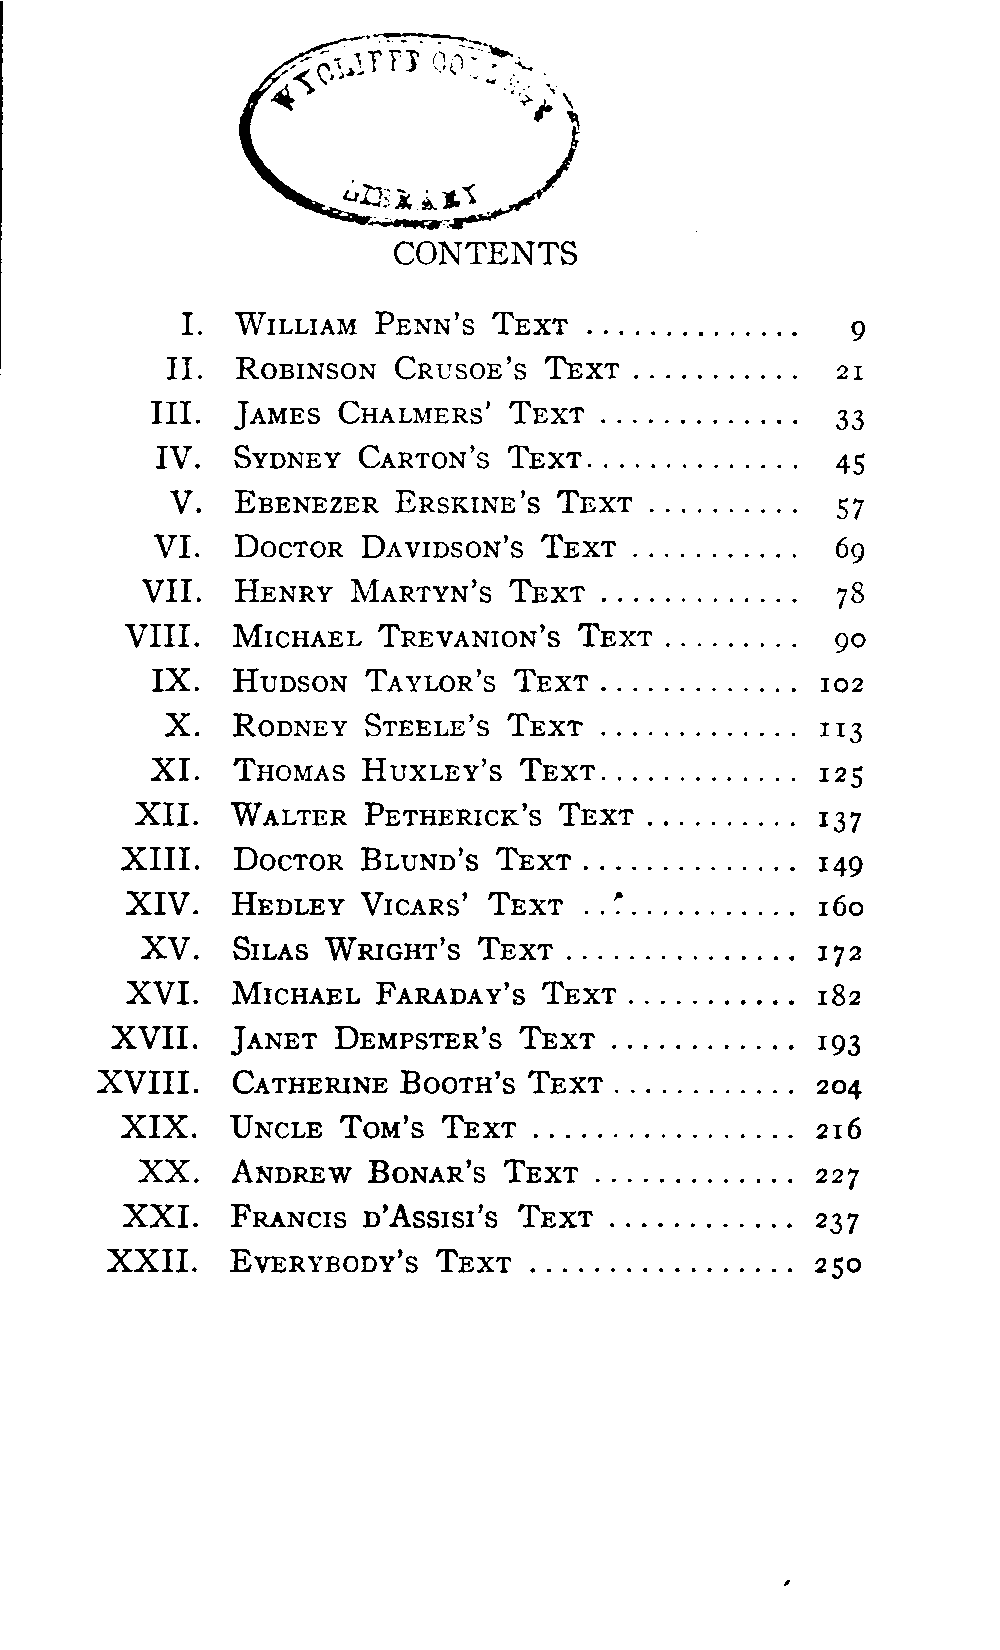 WYCLIFFE COLLEGE
LIBRARY
CONTENTS
I. WILLIAM PENN'S TEXT .............. 9
II. ROBINSON CRUSOE'S TEXT ........... 21
III. JAMES CHALMERS' TEXT ............. 33
IV. SYDNEY CARTON'S TEXT.............. 45
V. EBENEZER ERSKINE'S TEXT .......... 57
VI. DOCTOR DAVIDSON'S TEXT ........... 69
VII. HENRY MARTYN'S TEXT ............. 78
VIII. MICHAEL TREVANION'S TEXT ......... 90
IX. HUDSON TAYLOR'S TEXT ............. 102
X. RODNEY STEELE'S TEXT ............. 113
XI. THOMAS HUXLEY'S TEXT............. 125
XII. WALTER PETHERICK'S TEXT .......... 137
XIII. DOCTOR BLUND'S TEXT .............. 149
XIV. HEDLEY VICARS' TEXT .............. 160
XV. SILAS WRIGHT'S TEXT ............... 172
XVI. MICHAEL FARADAY'S TEXT ........... 182
XVII. JANET DEMPSTER'S TEXT ............ 193
XVIII. CATHERINE BOOTH'S TEXT ............ 204
XIX. UNCLE TOM'S TEXT ................. 216
XX. ANDREW BONAR'S TEXT ............. 227
XXI. FRANCIS D'ASSISI'S TEXT ............ 237
XXII. EVERYBODY'S TEXT ................. 250